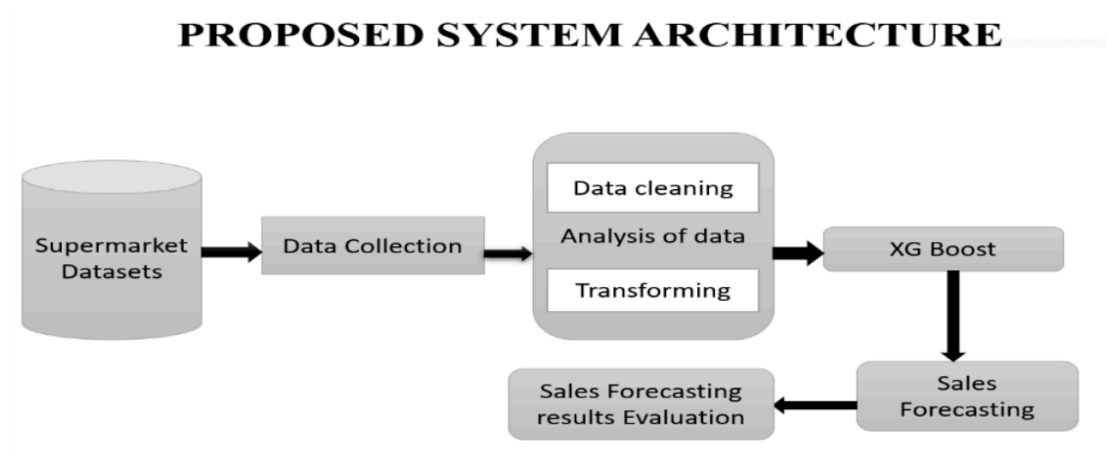 PROPOSED SYSTEM ARCHITECTURE
Supermarket
Datasets
Data Collection
Data cleaning
Analysis of data
Transforming
XG Boost
Sales
Forecasting
Sales Forecasting
results Evaluation